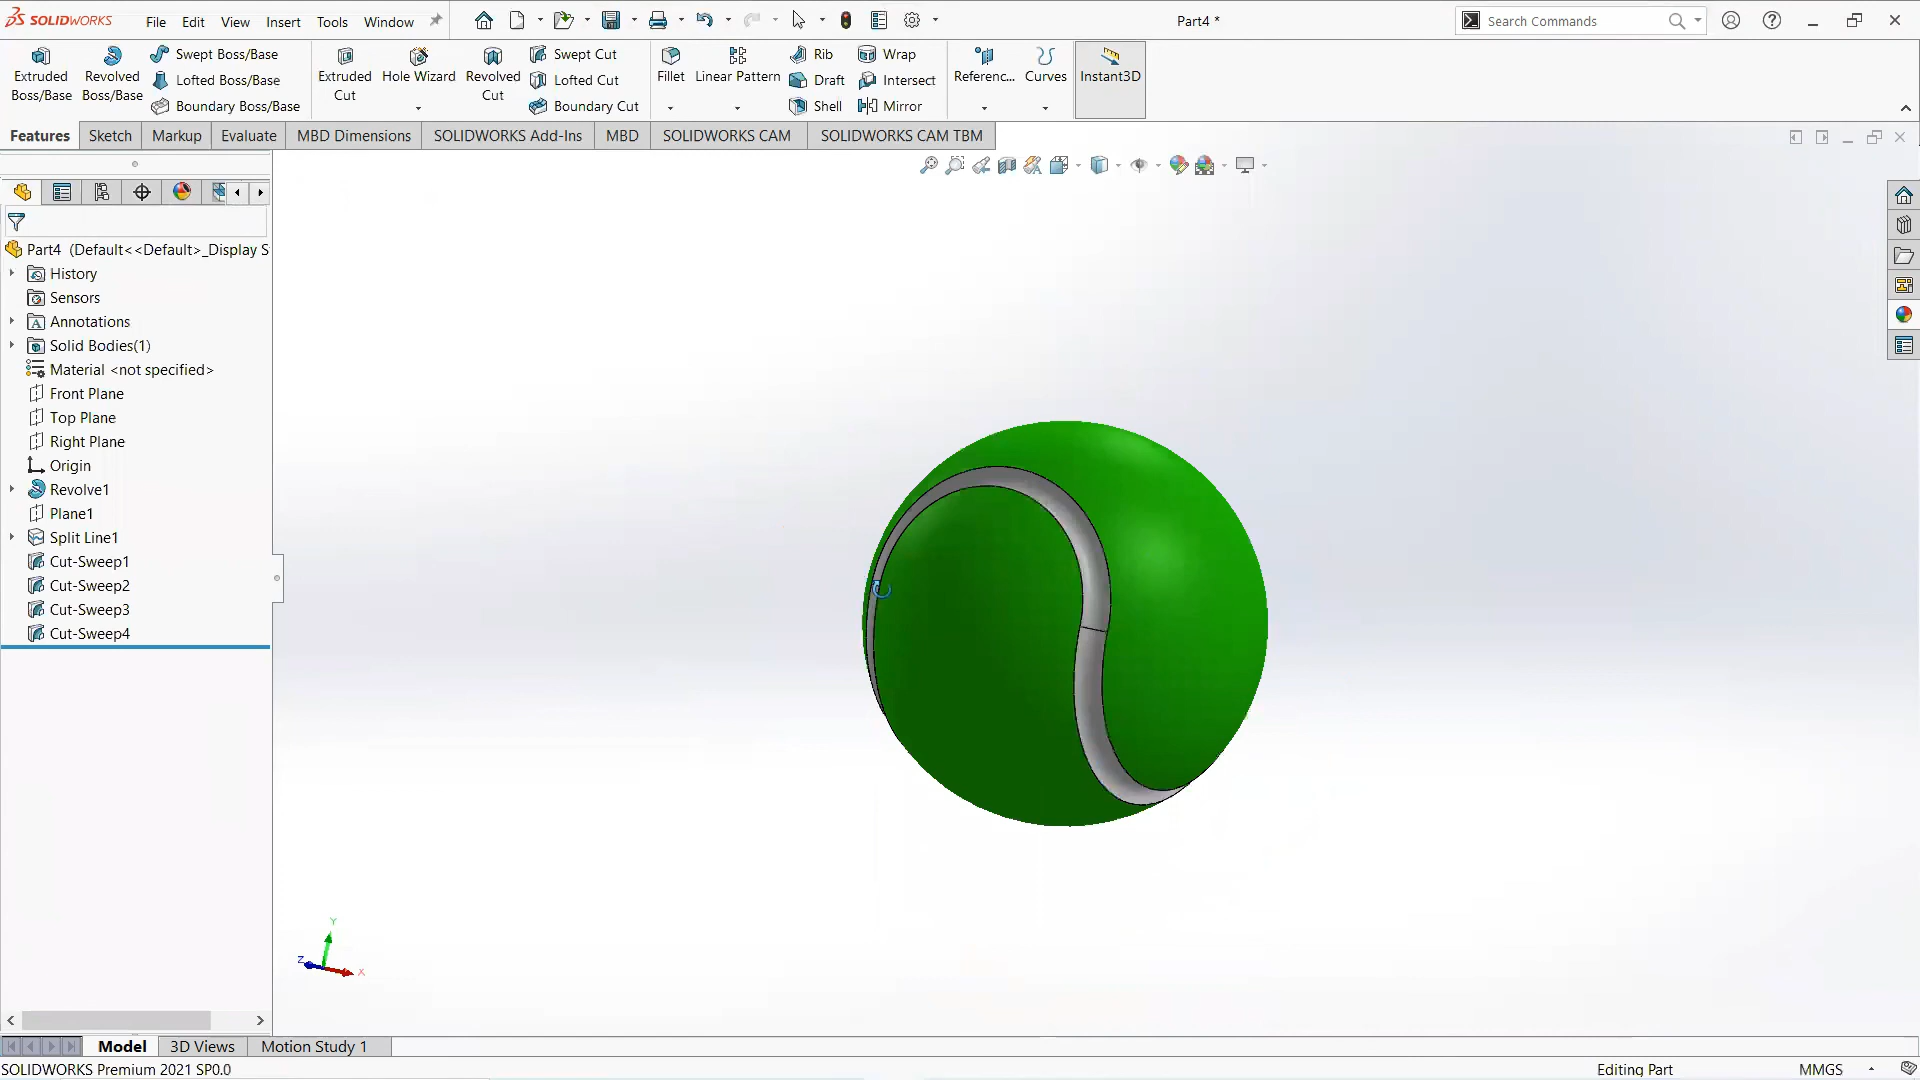 SOLIDWORKS File Edit View Insert Tools Window Part4 * Search Commands
Extruded Boss/Base
Revolved Boss/Base
Swept Boss/Base
Lofted Boss/Base
Boundary Boss/Base
Extruded Cut
Hole Wizard
Revolved Cut
Swept Cut
Lofted Cut
Boundary Cut
Fillet
Linear Pattern
Rib
Draft
Shell
Wrap
Intersect
Mirror
Referenc...
Curves
Instant3D
Features Sketch Markup Evaluate MBD Dimensions SOLIDWORKS Add-Ins MBD SOLIDWORKS CAM SOLIDWORKS CAM TBM
Part4 (Default<<Default>_Display S
History
Sensors
Annotations
Solid Bodies(1)
Material <not specified>
Front Plane
Top Plane
Right Plane
Origin
Revolve1
Plane1
Split Line1
Cut-Sweep1
Cut-Sweep2
Cut-Sweep3
Cut-Sweep4
Y
Z
X
Model 3D Views Motion Study 1
SOLIDWORKS Premium 2021 SP0.0 Editing Part MMGS